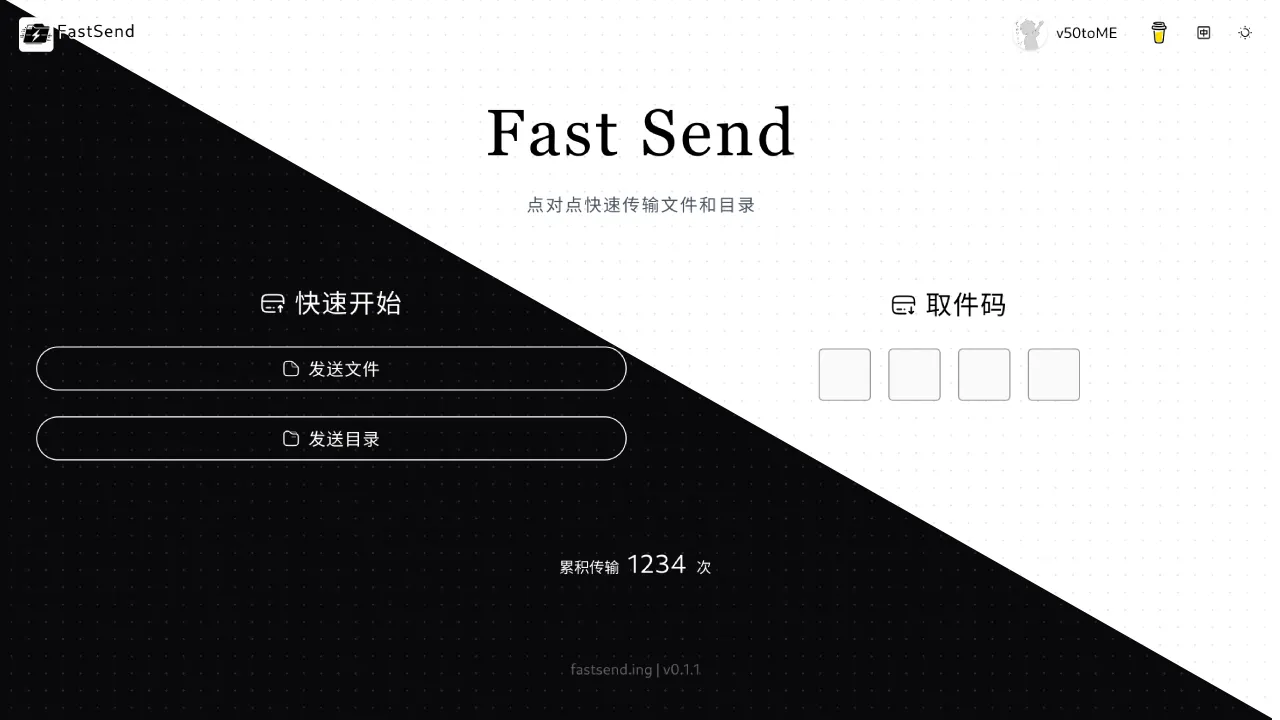 FastSend
v50toME
中
Fast Send
点对点快速传输文件和目录
快速开始
取件码
发送文件
发送目录
累积传输 1234 次
fastsend.ing | v0.1.1